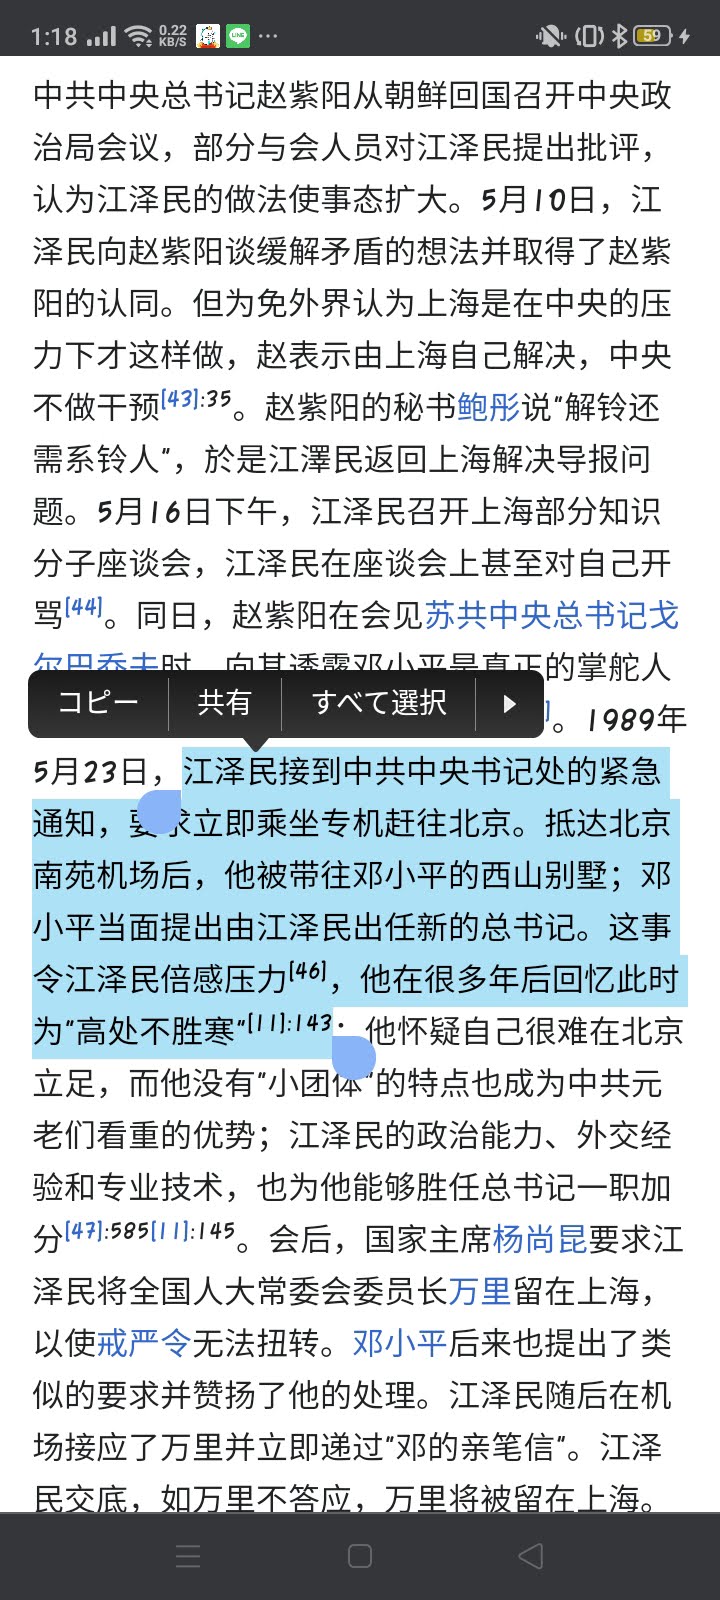 1:18 0.22 KB/S LINE 59
中共中央总书记赵紫阳从朝鲜回国召开中央政
治局会议，部分与会人员对江泽民提出批评，
认为江泽民的做法使事态扩大。5月10日，江
泽民向赵紫阳谈缓解矛盾的想法并取得了赵紫
阳的认同。但为免外界认为上海是在中央的压
力下才这样做，赵表示由上海自己解决，中央
不做干预[43]:35。赵紫阳的秘书鲍彤说“解铃还
需系铃人”，於是江澤民返回上海解决导报问
题。5月16日下午，江泽民召开上海部分知识
分子座谈会，江泽民在座谈会上甚至对自己开
骂[44]。同日，赵紫阳在会见苏共中央总书记戈
尔巴乔夫时，向其透露邓小平是真正的掌舵人
コピー 共有 すべて選択
]。1989年
5月23日，江泽民接到中共中央书记处的紧急
通知，要求立即乘坐专机赶往北京。抵达北京
南苑机场后，他被带往邓小平的西山别墅；邓
小平当面提出由江泽民出任新的总书记。这事
令江泽民倍感压力[46]，他在很多年后回忆此时
为“高处不胜寒”[11]:143；他怀疑自己很难在北京
立足，而他没有“小团体”的特点也成为中共元
老们看重的优势；江泽民的政治能力、外交经
验和专业技术，也为他能够胜任总书记一职加
分[47]:585[11]:145。会后，国家主席杨尚昆要求江
泽民将全国人大常委会委员长万里留在上海，
以使戒严令无法扭转。邓小平后来也提出了类
似的要求并赞扬了他的处理。江泽民随后在机
场接应了万里并立即递过“邓的亲笔信”。江泽
民交底，如万里不答应，万里将被留在上海。